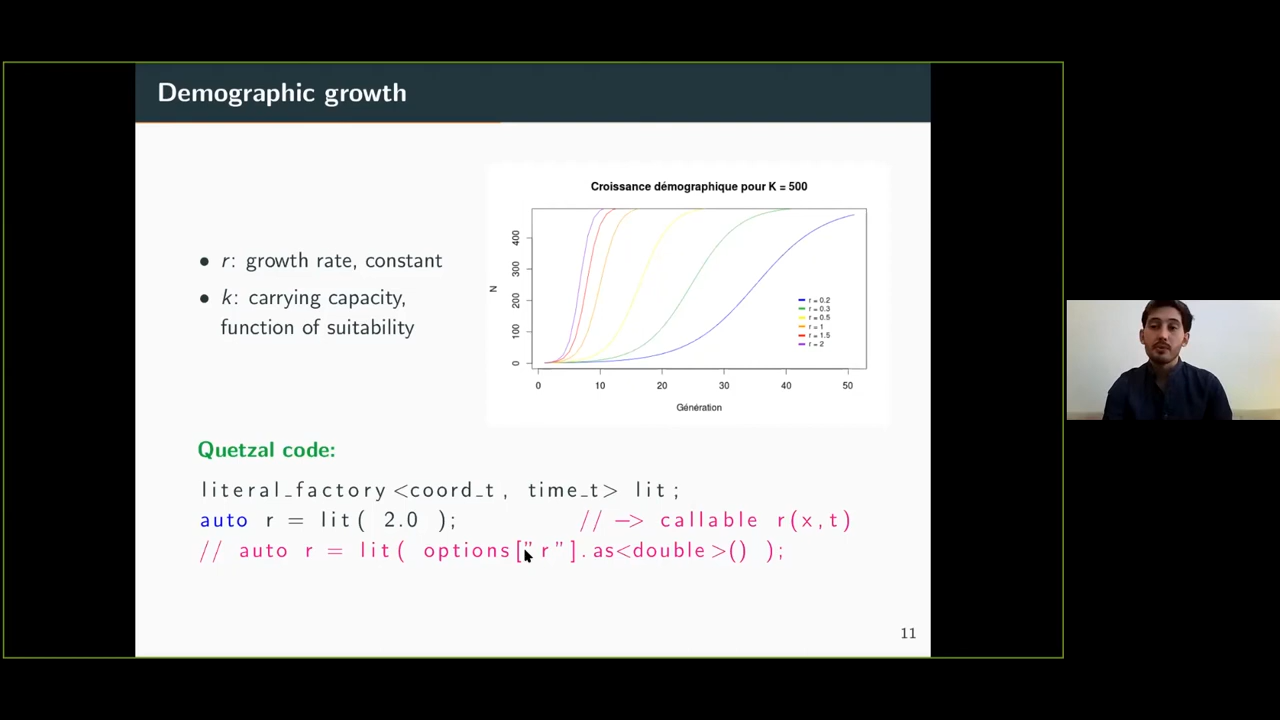 Demographic growth
Croissance démographique pour K = 500
• r: growth rate, constant
• k: carrying capacity,
function of suitability
N
0
100
200
300
400
r = 0.2
r = 0.3
r = 0.5
r = 1
r = 1.5
r = 2
0 10 20 30 40 50
Génération
Quetzal code:
literal_factory<coord_t, time_t> lit;
auto r = lit( 2.0 ); // —> callable r(x,t)
// auto r = lit( options["r"].as<double>() );
11